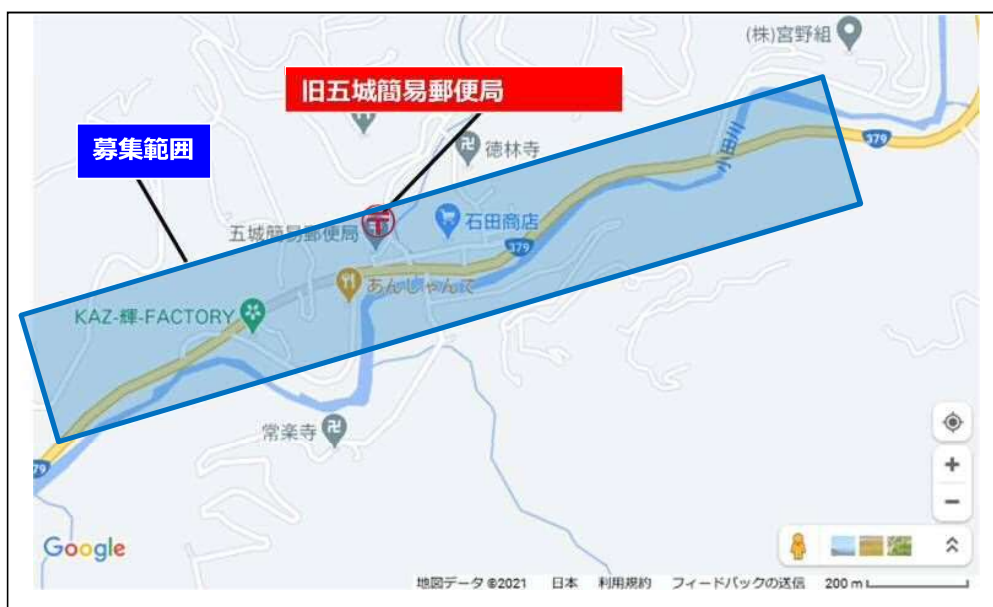 (株)宮野組
旧五城簡易郵便局
募集範囲
379
徳林寺
小田川
石田商店
五城簡易郵便局
379
あんしゃんて
KAZ-輝-FACTORY
常楽寺
379
Google
地図データ ©2021 日本 利用規約 フィードバックの送信 200 m